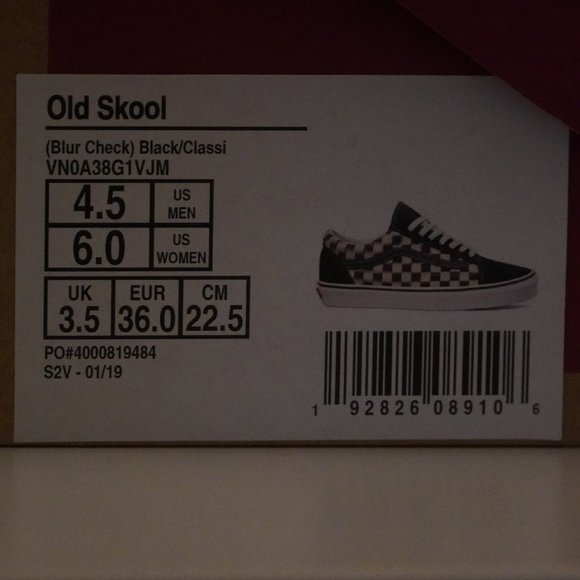 Old Skool
(Blur Check) Black/Classi
VN0A38G1VJM
4.5 US MEN
6.0 US WOMEN
UK EUR CM
3.5 36.0 22.5
PO#4000819484
S2V - 01/19
1 92826 08910 6